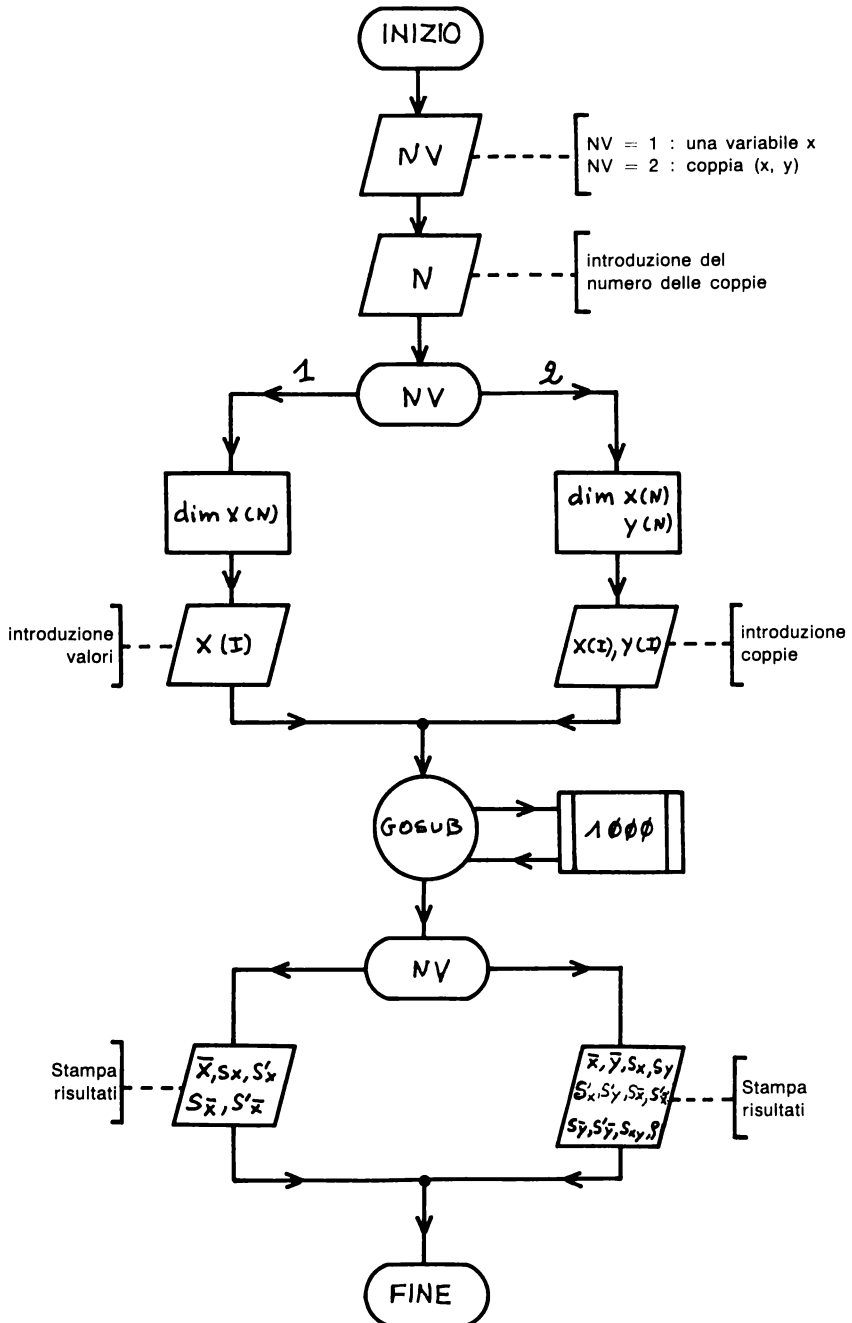 INIZIO
NV
NV = 1 : una variabile x
NV = 2 : coppia (x, y)
N
introduzione del
numero delle coppie
1
NV
2
dim X(N)
dim X(N)
Y(N)
introduzione
valori
X(I)
X(I), Y(I)
introduzione
coppie
GOSUB
1000
NV
Stampa
risultati
x̄, Sx, S'x
Sx̄, S'x̄
x̄, ȳ, Sx, Sy
S'x, S'y, Sx̄, S'x̄
Sȳ, S'ȳ, Sxy, ρ
Stampa
risultati
FINE